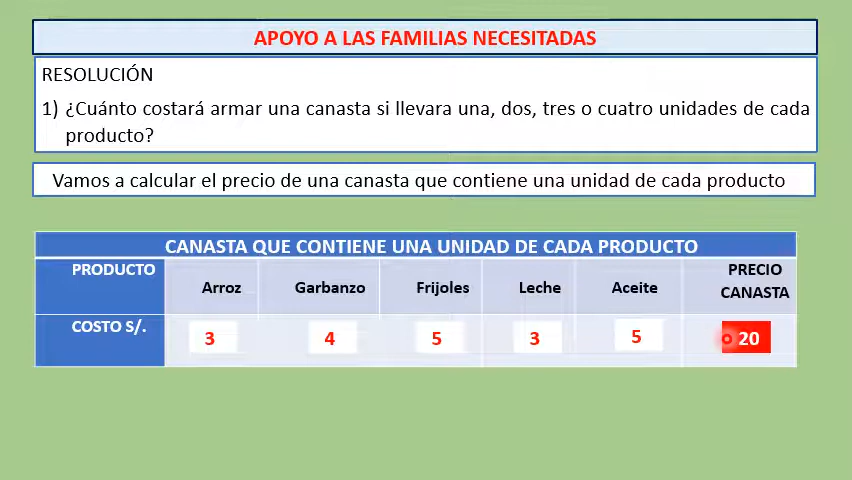 APOYO A LAS FAMILIAS NECESITADAS
RESOLUCIÓN
1) ¿Cuánto costará armar una canasta si llevara una, dos, tres o cuatro unidades de cada
producto?
Vamos a calcular el precio de una canasta que contiene una unidad de cada producto
CANASTA QUE CONTIENE UNA UNIDAD DE CADA PRODUCTO
PRODUCTO Arroz Garbanzo Frijoles Leche Aceite PRECIO
CANASTA
COSTO S/. 3 4 5 3 5 20